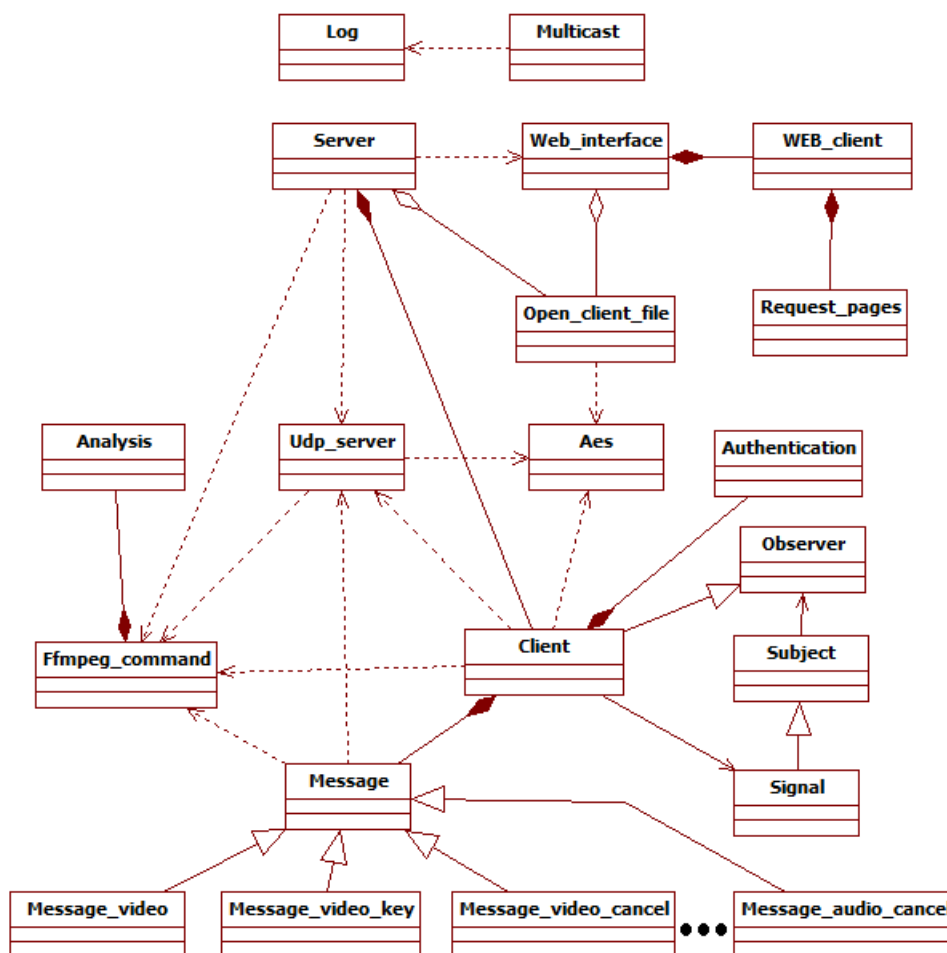 Log
Multicast
Server
Web_interface
WEB_client
Open_client_file
Request_pages
Analysis
Udp_server
Aes
Authentication
Observer
Ffmpeg_command
Client
Subject
Message
Signal
Message_video
Message_video_key
Message_video_cancel
Message_audio_cancel